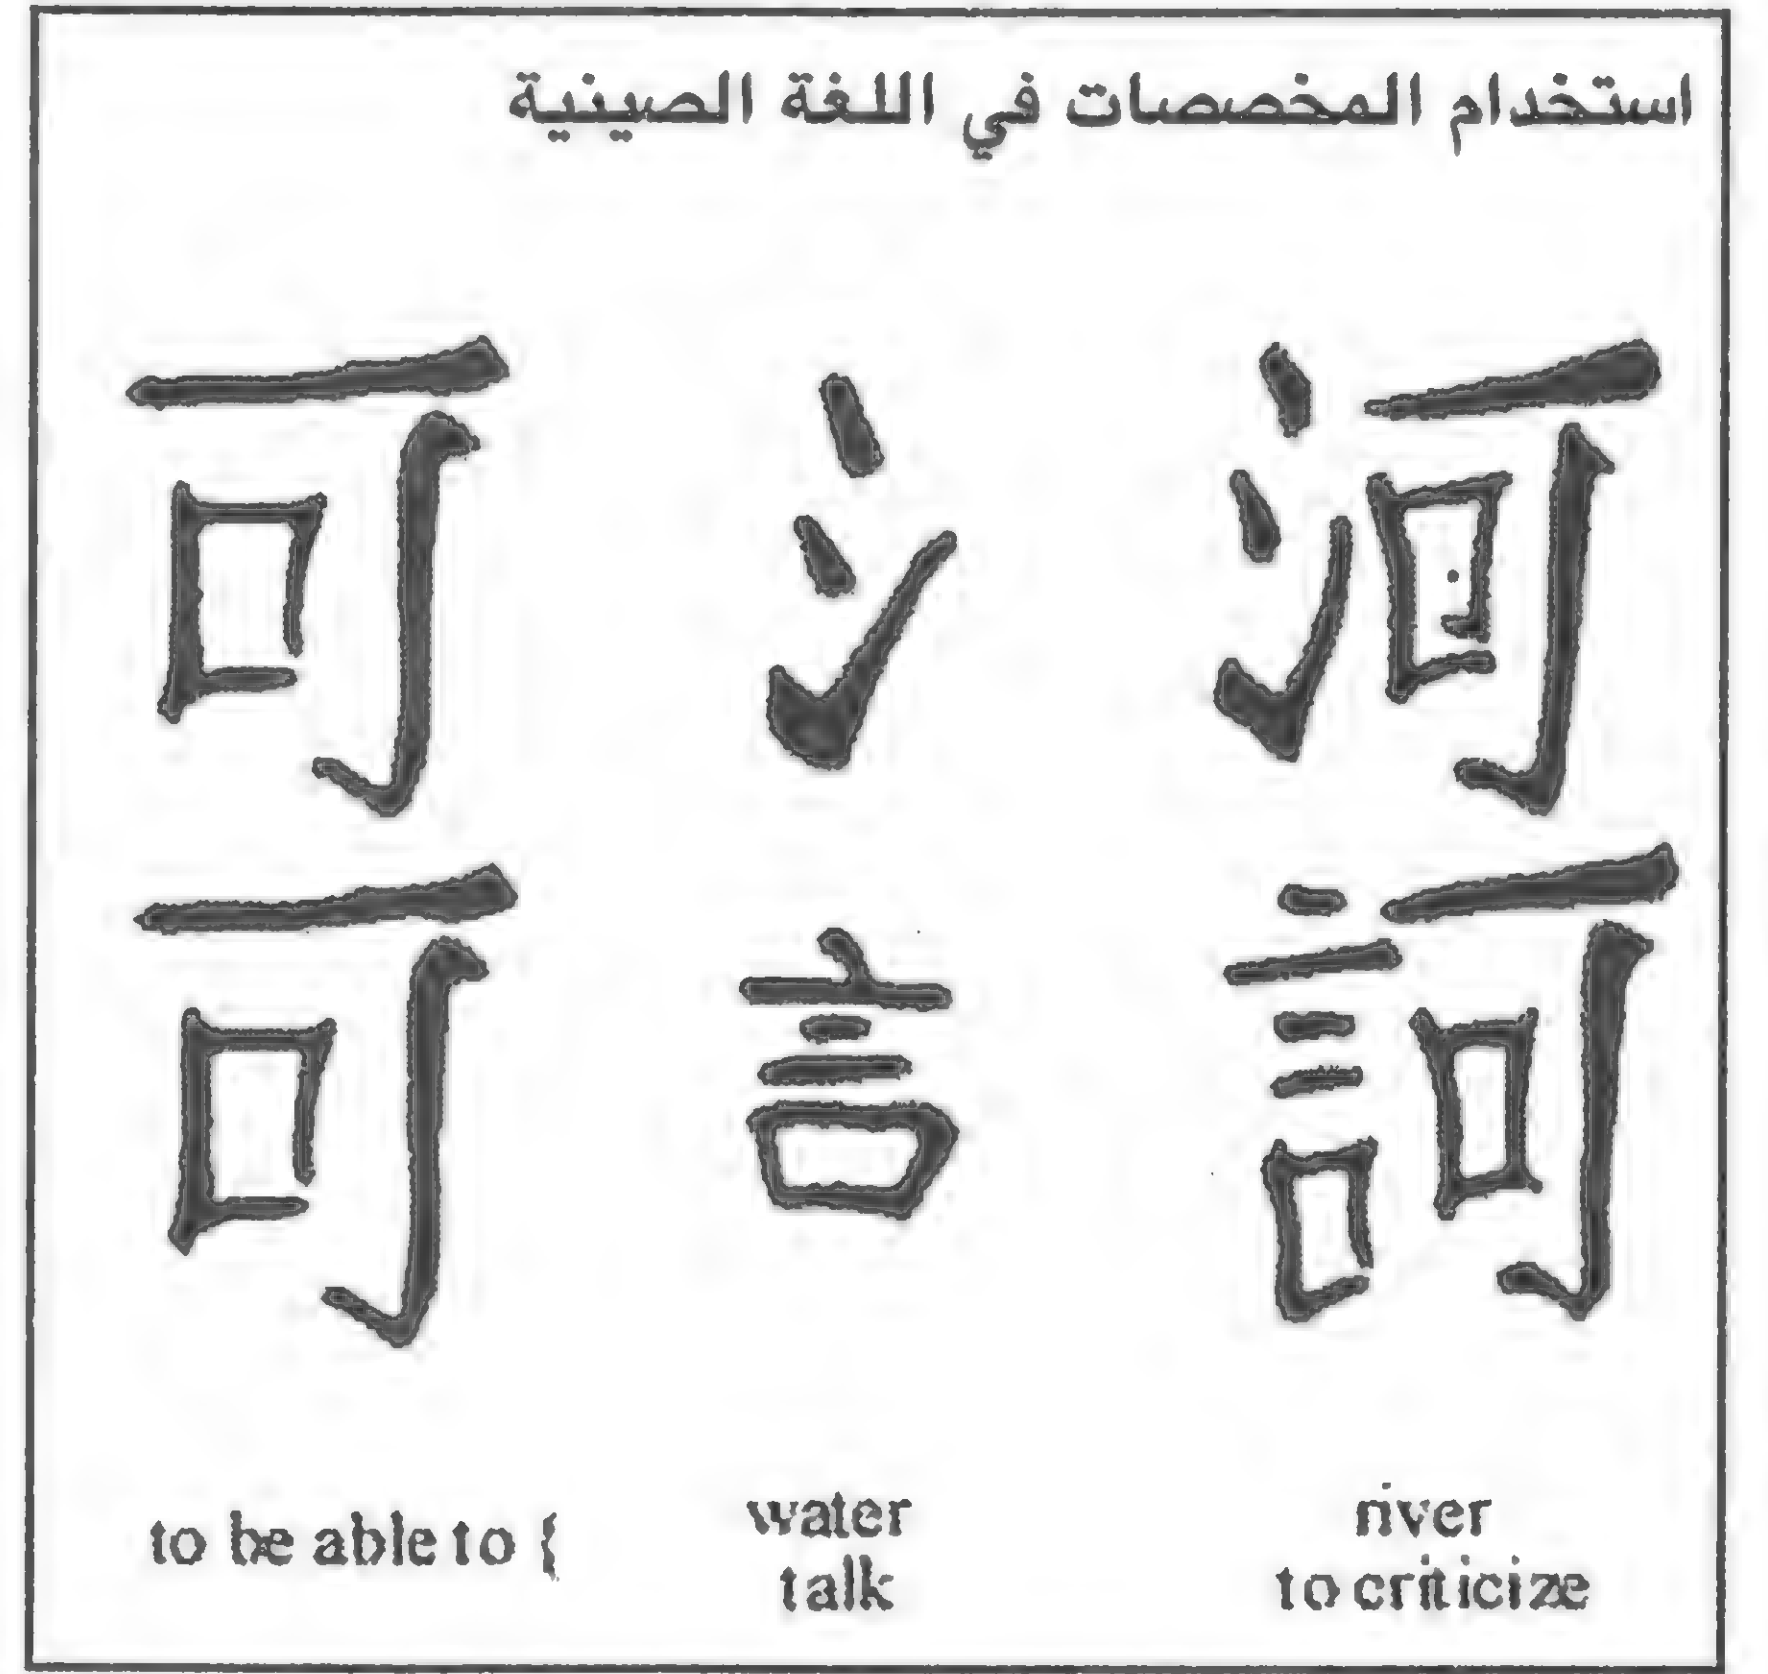 استخدام المخصصات في اللغة الصينية
可 氵 河
可 言 訶
to be able to { water river
talk to criticize